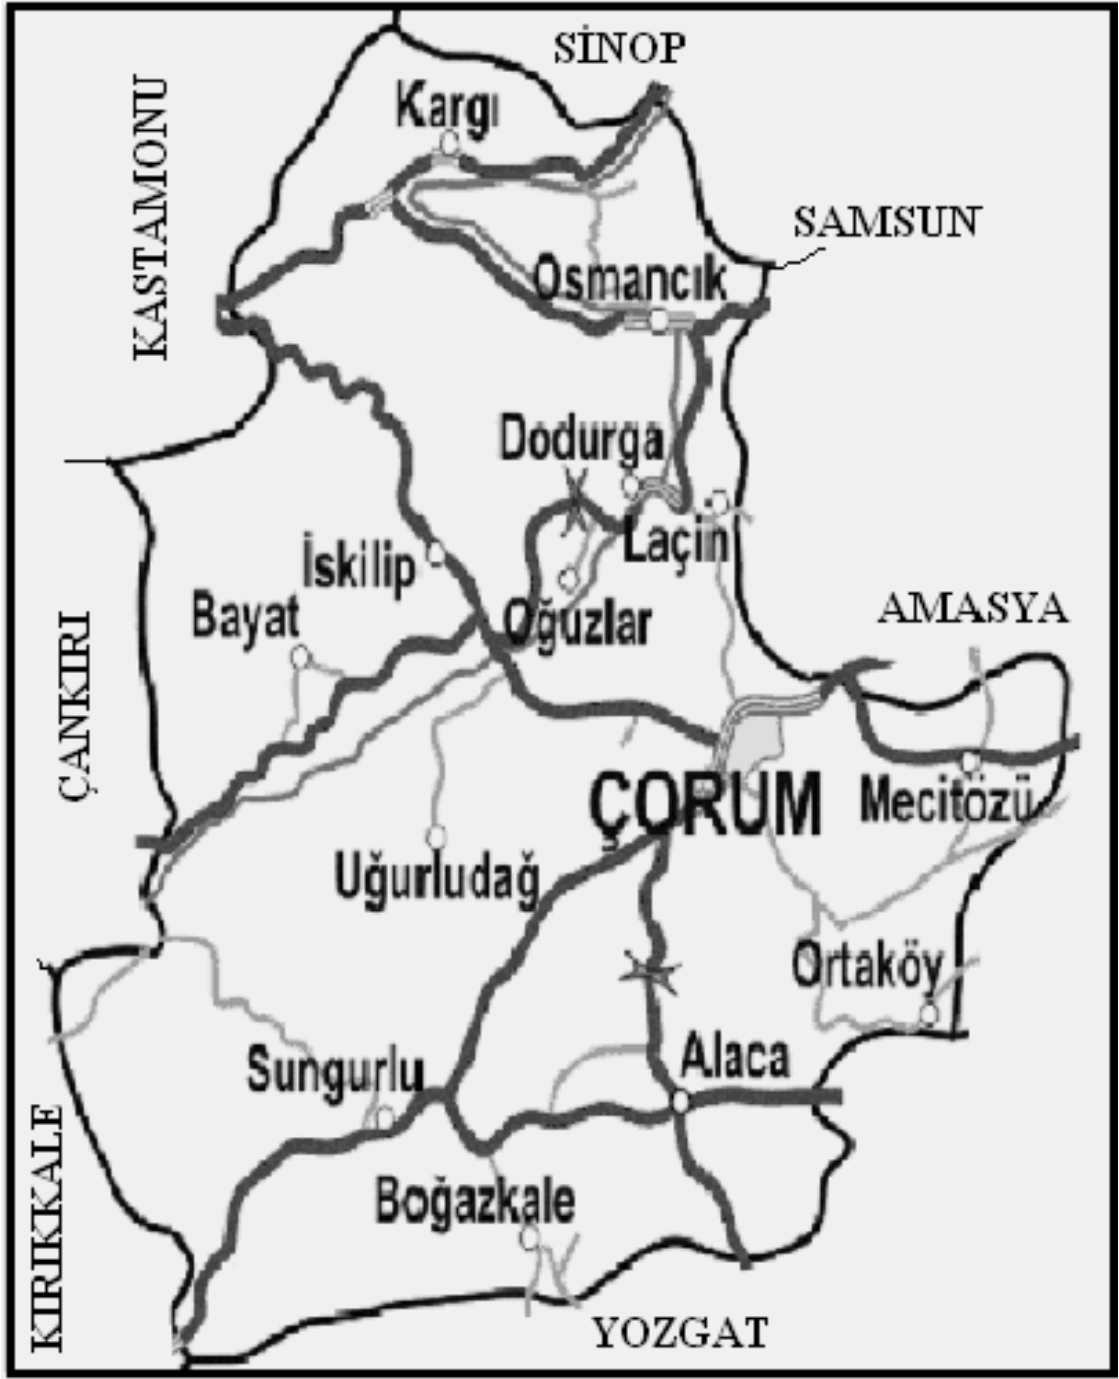 SİNOP
KASTAMONU
Kargı
SAMSUN
Osmancık
Dodurga
Laçin
İskilip
Bayat
Oğuzlar
AMASYA
ÇANKIRI
ÇORUM
Mecitözü
Uğurludağ
Ortaköy
Sungurlu
Alaca
KIRIKKALE
Boğazkale
YOZGAT